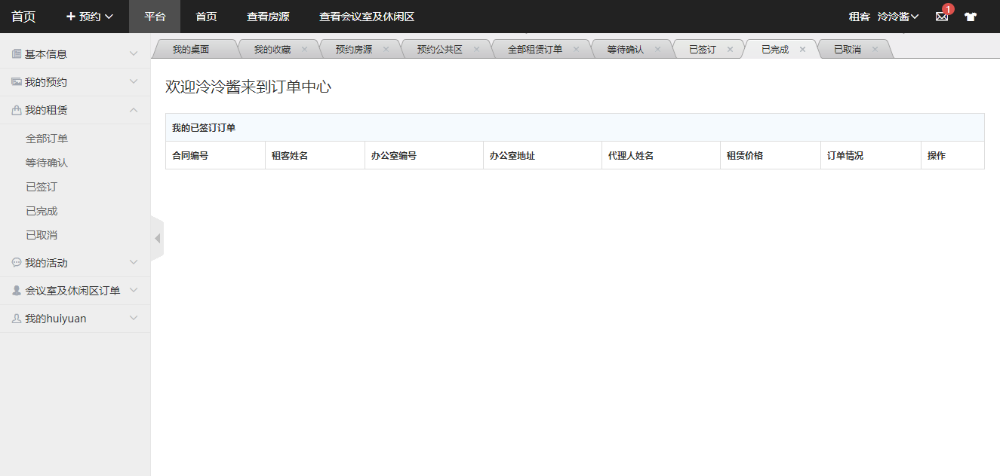 首页 预约 平台 首页 查看房源 查看会议室及休闲区 租客 泠泠酱 1
我的桌面 我的收藏 预约房源 预约公共区 全部租赁订单 等待确认 已签订 已完成 已取消
基本信息
我的预约
我的租赁
全部订单
等待确认
已签订
已完成
已取消
我的活动
会议室及休闲区订单
我的huiyuan
欢迎泠泠酱来到订单中心
我的已签订订单
合同编号 租客姓名 办公室编号 办公室地址 代理人姓名 租赁价格 订单情况 操作